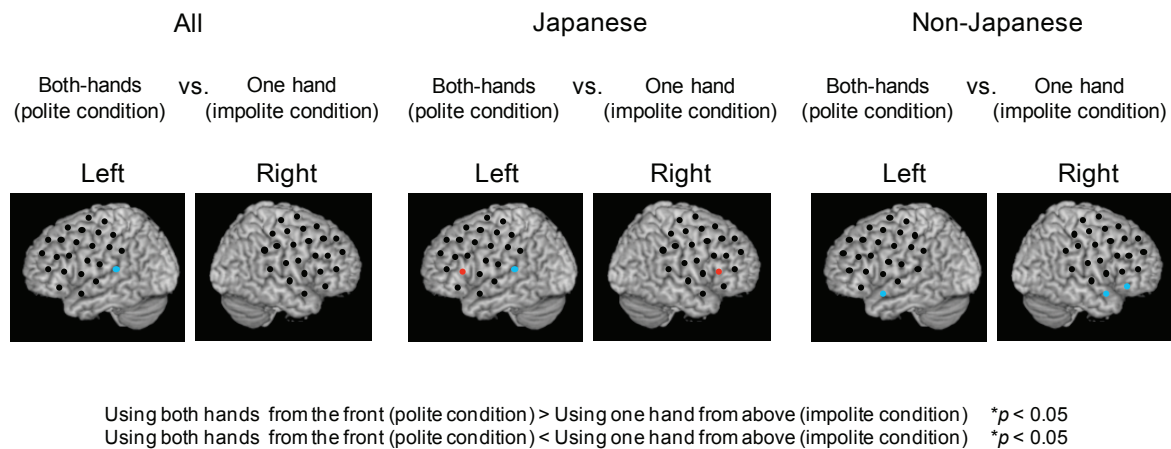 All Japanese Non-Japanese
Both-hands vs. One hand Both-hands vs. One hand Both-hands vs. One hand
(polite condition) (impolite condition) (polite condition) (impolite condition) (polite condition) (impolite condition)
Left Right Left Right Left Right
Using both hands from the front (polite condition) > Using one hand from above (impolite condition) *p < 0.05
Using both hands from the front (polite condition) < Using one hand from above (impolite condition) *p < 0.05